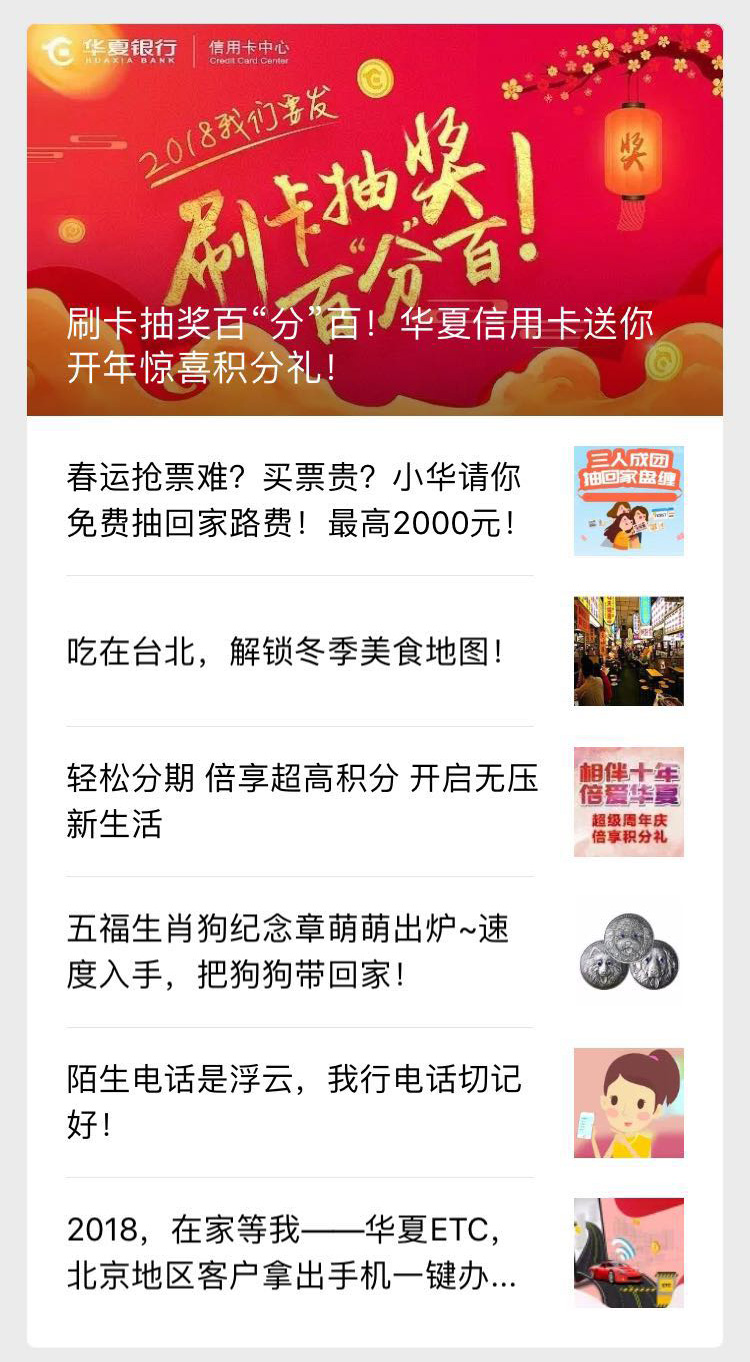 华夏银行 信用卡中心
HUAXIA BANK Credit Card Center
2018我们要发
奖
刷卡抽奖
百“分”百！
刷卡抽奖百“分”百！华夏信用卡送你
开年惊喜积分礼！
春运抢票难？买票贵？小华请你
免费抽回家路费！最高2000元！
三人成团
抽回家盘缠
吃在台北，解锁冬季美食地图！
轻松分期 倍享超高积分 开启无压
新生活
相伴十年
倍爱华夏
超级周年庆
倍享积分礼
五福生肖狗纪念章萌萌出炉~速
度入手，把狗狗带回家！
陌生电话是浮云，我行电话切记
好！
2018，在家等我——华夏ETC，
北京地区客户拿出手机一键办...